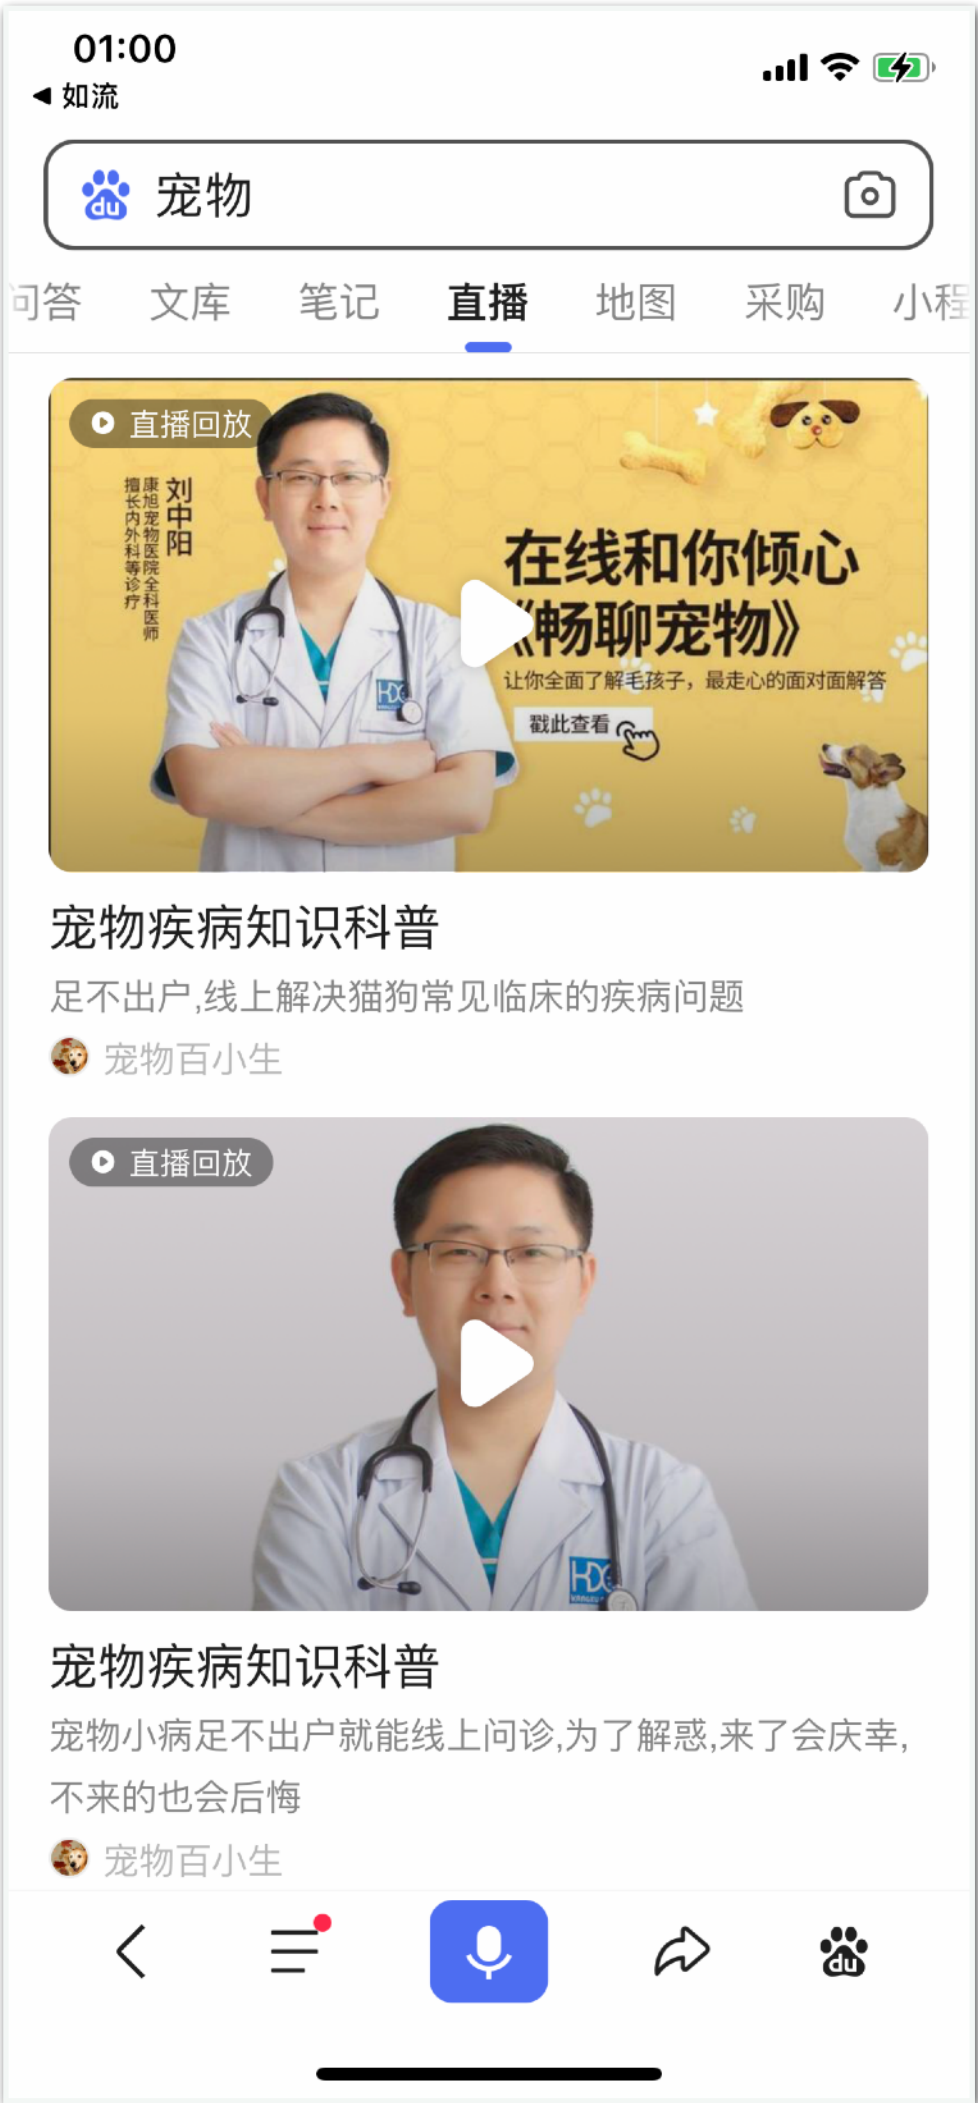 01:00
◀ 如流
du 宠物
问答 文库 笔记 直播 地图 采购 小程
直播回放
刘中阳
康旭宠物医院全科医师
擅长内外科等诊疗
在线和你倾心
《畅聊宠物》
让你全面了解毛孩子，最走心的面对面解答
戳此查看
宠物疾病知识科普
足不出户,线上解决猫狗常见临床的疾病问题
宠物百小生
直播回放
宠物疾病知识科普
宠物小病足不出户就能线上问诊,为了解惑,来了会庆幸,
不来的也会后悔
宠物百小生
du